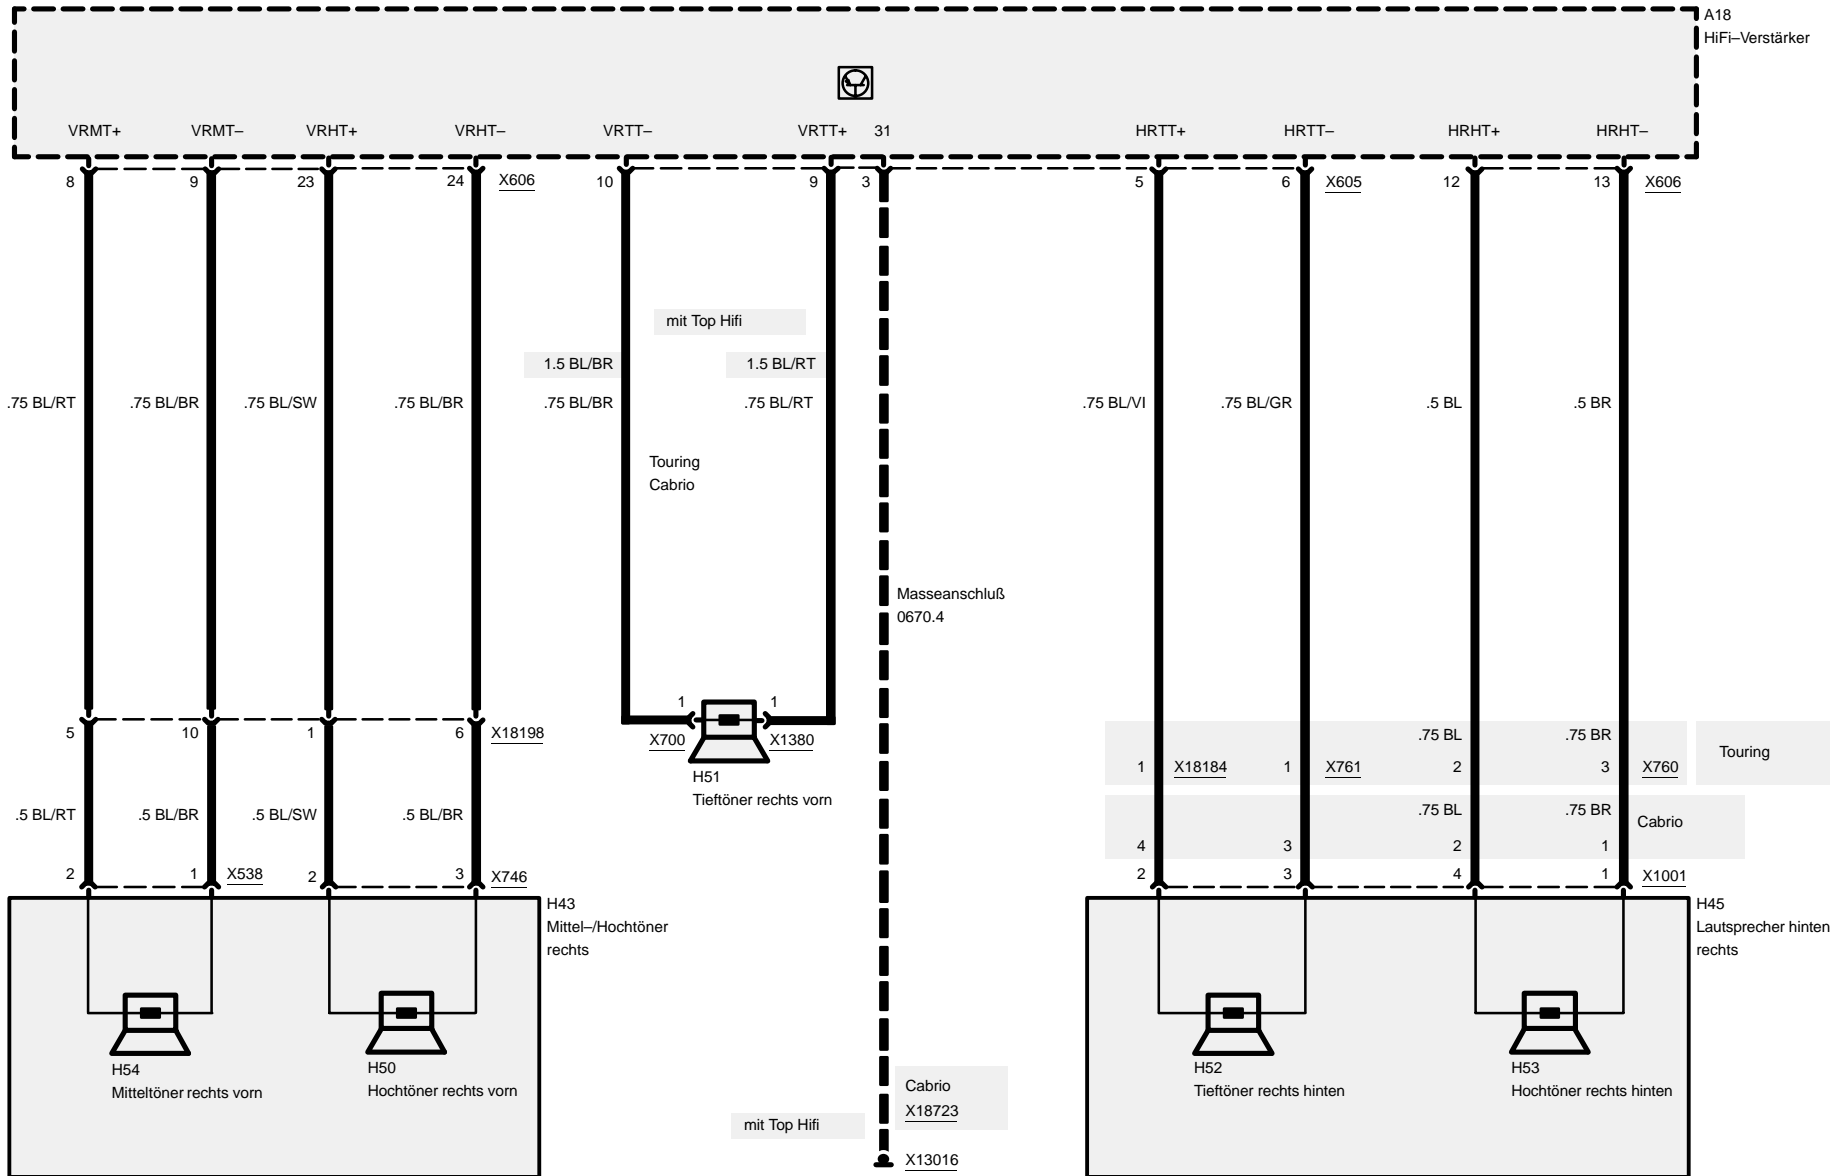 A18
HiFi–Verstärker
VRMT+
VRMT–
VRHT+
VRHT–
VRTT–
VRTT+
31
HRTT+
HRTT–
HRHT+
HRHT–
8
9
23
24
X606
10
9
3
5
6
X605
12
13
X606
mit Top Hifi
1.5 BL/BR
1.5 BL/RT
.75 BL/RT
.75 BL/BR
.75 BL/SW
.75 BL/BR
.75 BL/BR
.75 BL/RT
.75 BL/VI
.75 BL/GR
.5 BL
.5 BR
Touring
Cabrio
Masseanschluß
0670.4
1
1
X700
X1380
H51
Tieftöner rechts vorn
5
10
1
6
X18198
.75 BL
.75 BR
Touring
1
X18184
1
X761
2
3
X760
.5 BL/RT
.5 BL/BR
.5 BL/SW
.5 BL/BR
.75 BL
.75 BR
Cabrio
4
3
2
1
2
1
X538
2
3
X746
2
3
4
1
X1001
H43
Mittel–/Hochtöner
rechts
H45
Lautsprecher hinten
rechts
H54
Mitteltöner rechts vorn
H50
Hochtöner rechts vorn
H52
Tieftöner rechts hinten
H53
Hochtöner rechts hinten
Cabrio
X18723
mit Top Hifi
X13016